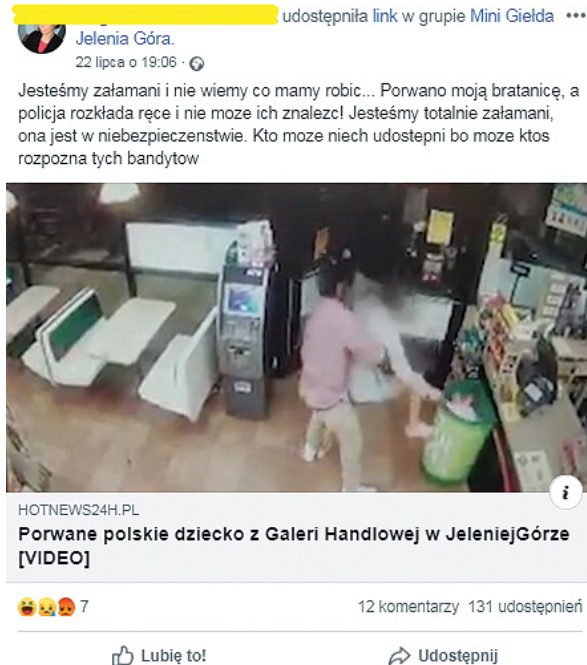 udostępniła link w grupie Mini Giełda
Jelenia Góra.
22 lipca o 19:06 ·
Jesteśmy załamani i nie wiemy co mamy robic... Porwano moją bratanicę, a
policja rozkłada ręce i nie moze ich znalezc! Jesteśmy totalnie załamani,
ona jest w niebezpieczenstwie. Kto moze niech udostepni bo moze ktos
rozpozna tych bandytow
HOTNEWS24H.PL
Porwane polskie dziecko z Galeri Handlowej w JeleniejGórze
[VIDEO]
7
12 komentarzy 131 udostępnień
Lubię to!
Udostępnij